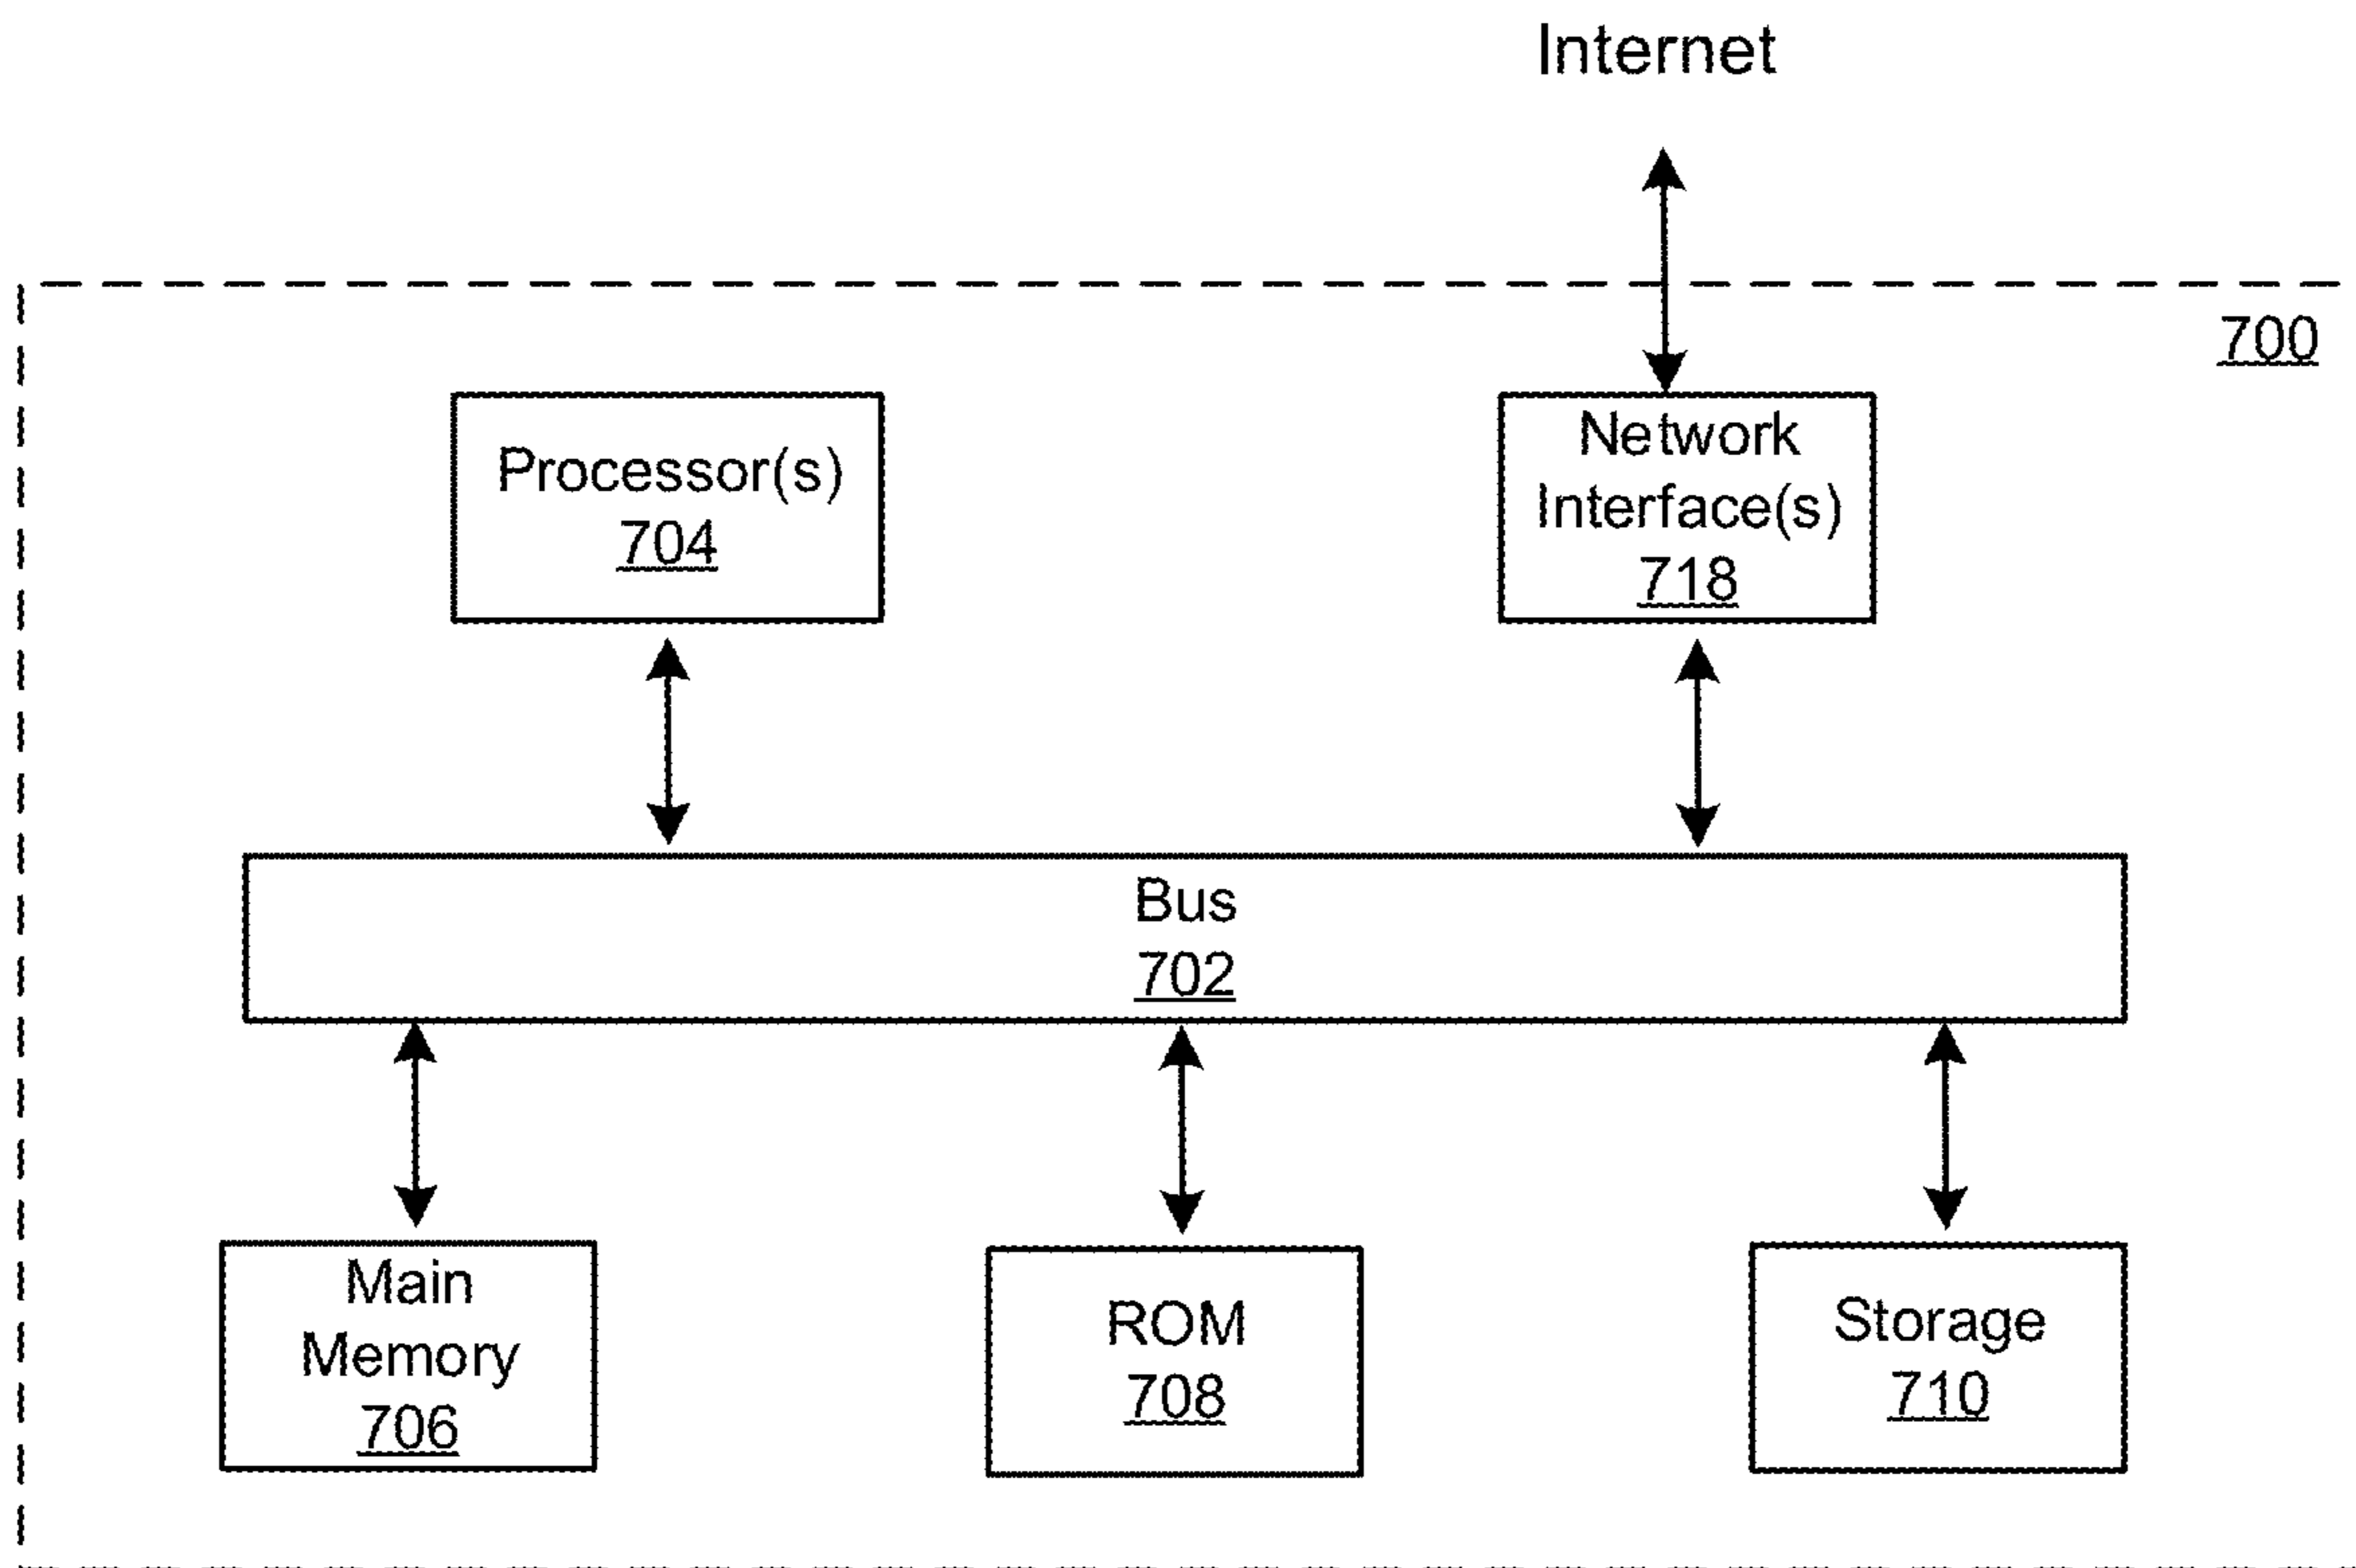 Internet
700
Processor(s)
704
Network
Interface(s)
718
Bus
702
Main
Memory
706
ROM
708
Storage
710